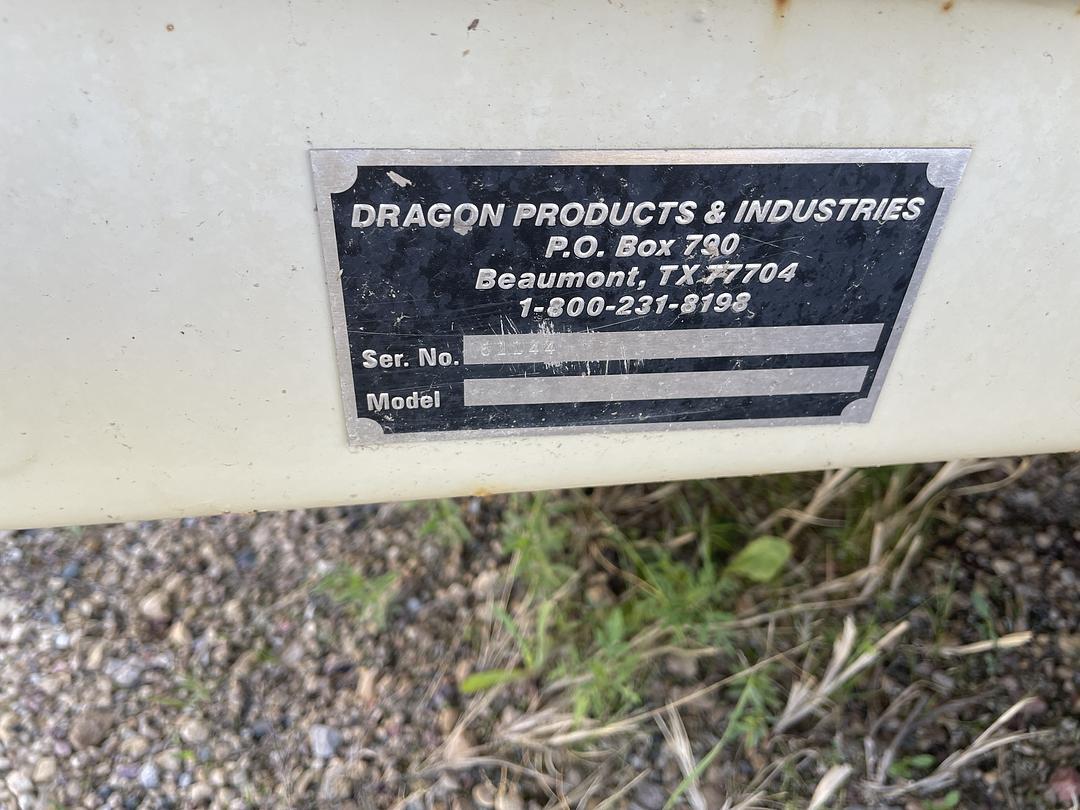 DRAGON PRODUCTS & INDUSTRIES
P.O. Box 790
Beaumont, TX 77704
1-800-231-8198
Ser. No.
Model